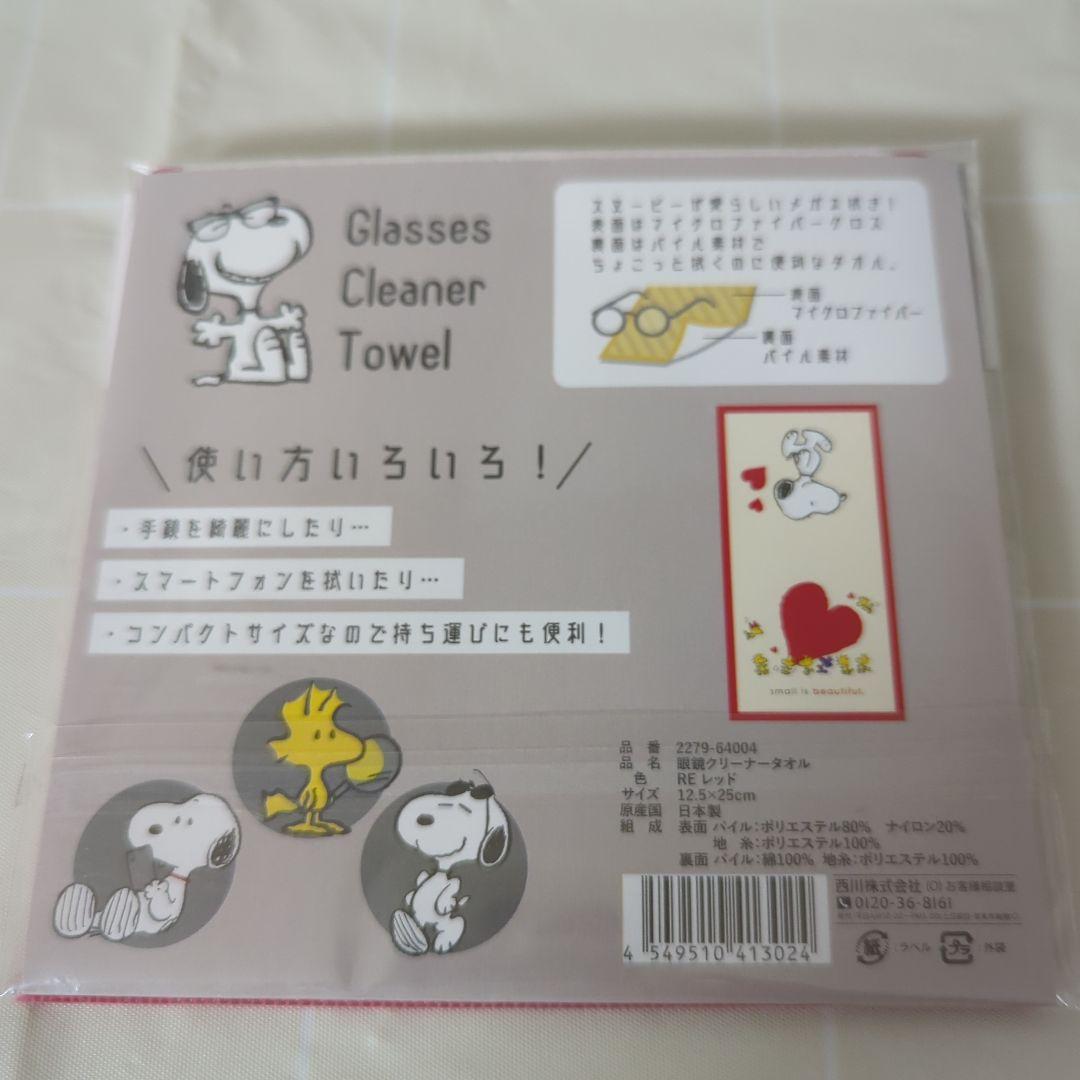 Glasses
Cleaner
Towel
スヌーピーが愛らしいメガネ拭き!
表面はマイクロファイバークロス
裏面はパイル素材で
ちょこっと拭くのに便利なタオル。
表面
マイクロファイバー
裏面
パイル素材
\使い方いろいろ!/
・手鏡を綺麗にしたり…
・スマートフォンを拭いたり…
・コンパクトサイズなので持ち運びにも便利!
small is beautiful.
品 番 2279-64004
品 名 眼鏡クリーナータオル
色 RE レッド
サイズ 12.5×25cm
原産国 日本製
組 成 表面 パイル:ポリエステル80% ナイロン20%
地 糸:ポリエステル100%
裏面 パイル:綿100% 地糸:ポリエステル100%
西川株式会社 (O) お客様相談室
0120-36-8161
4 549510 413024
紙 :ラベル プラ :外袋